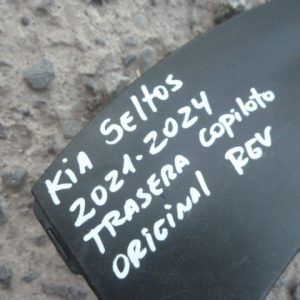 Kia Seltos
2021-2024
TRASERA copiloto
ORIGINAL REV